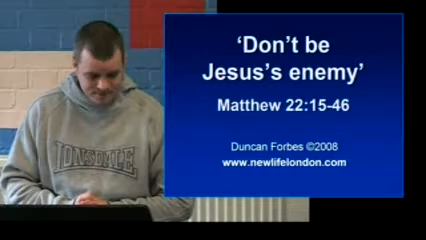 'Don't be
Jesus's enemy'
Matthew 22:15-46
Duncan Forbes ©2008
www.newlifelondon.com
LONSDALE